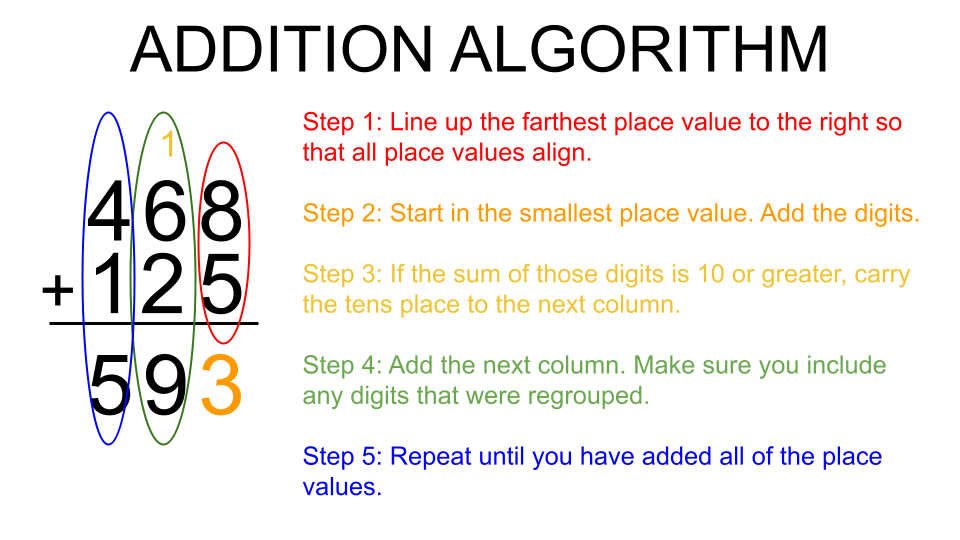 ADDITION ALGORITHM
1
468
+125
593
Step 1: Line up the farthest place value to the right so
that all place values align.
Step 2: Start in the smallest place value. Add the digits.
Step 3: If the sum of those digits is 10 or greater, carry
the tens place to the next column.
Step 4: Add the next column. Make sure you include
any digits that were regrouped.
Step 5: Repeat until you have added all of the place
values.